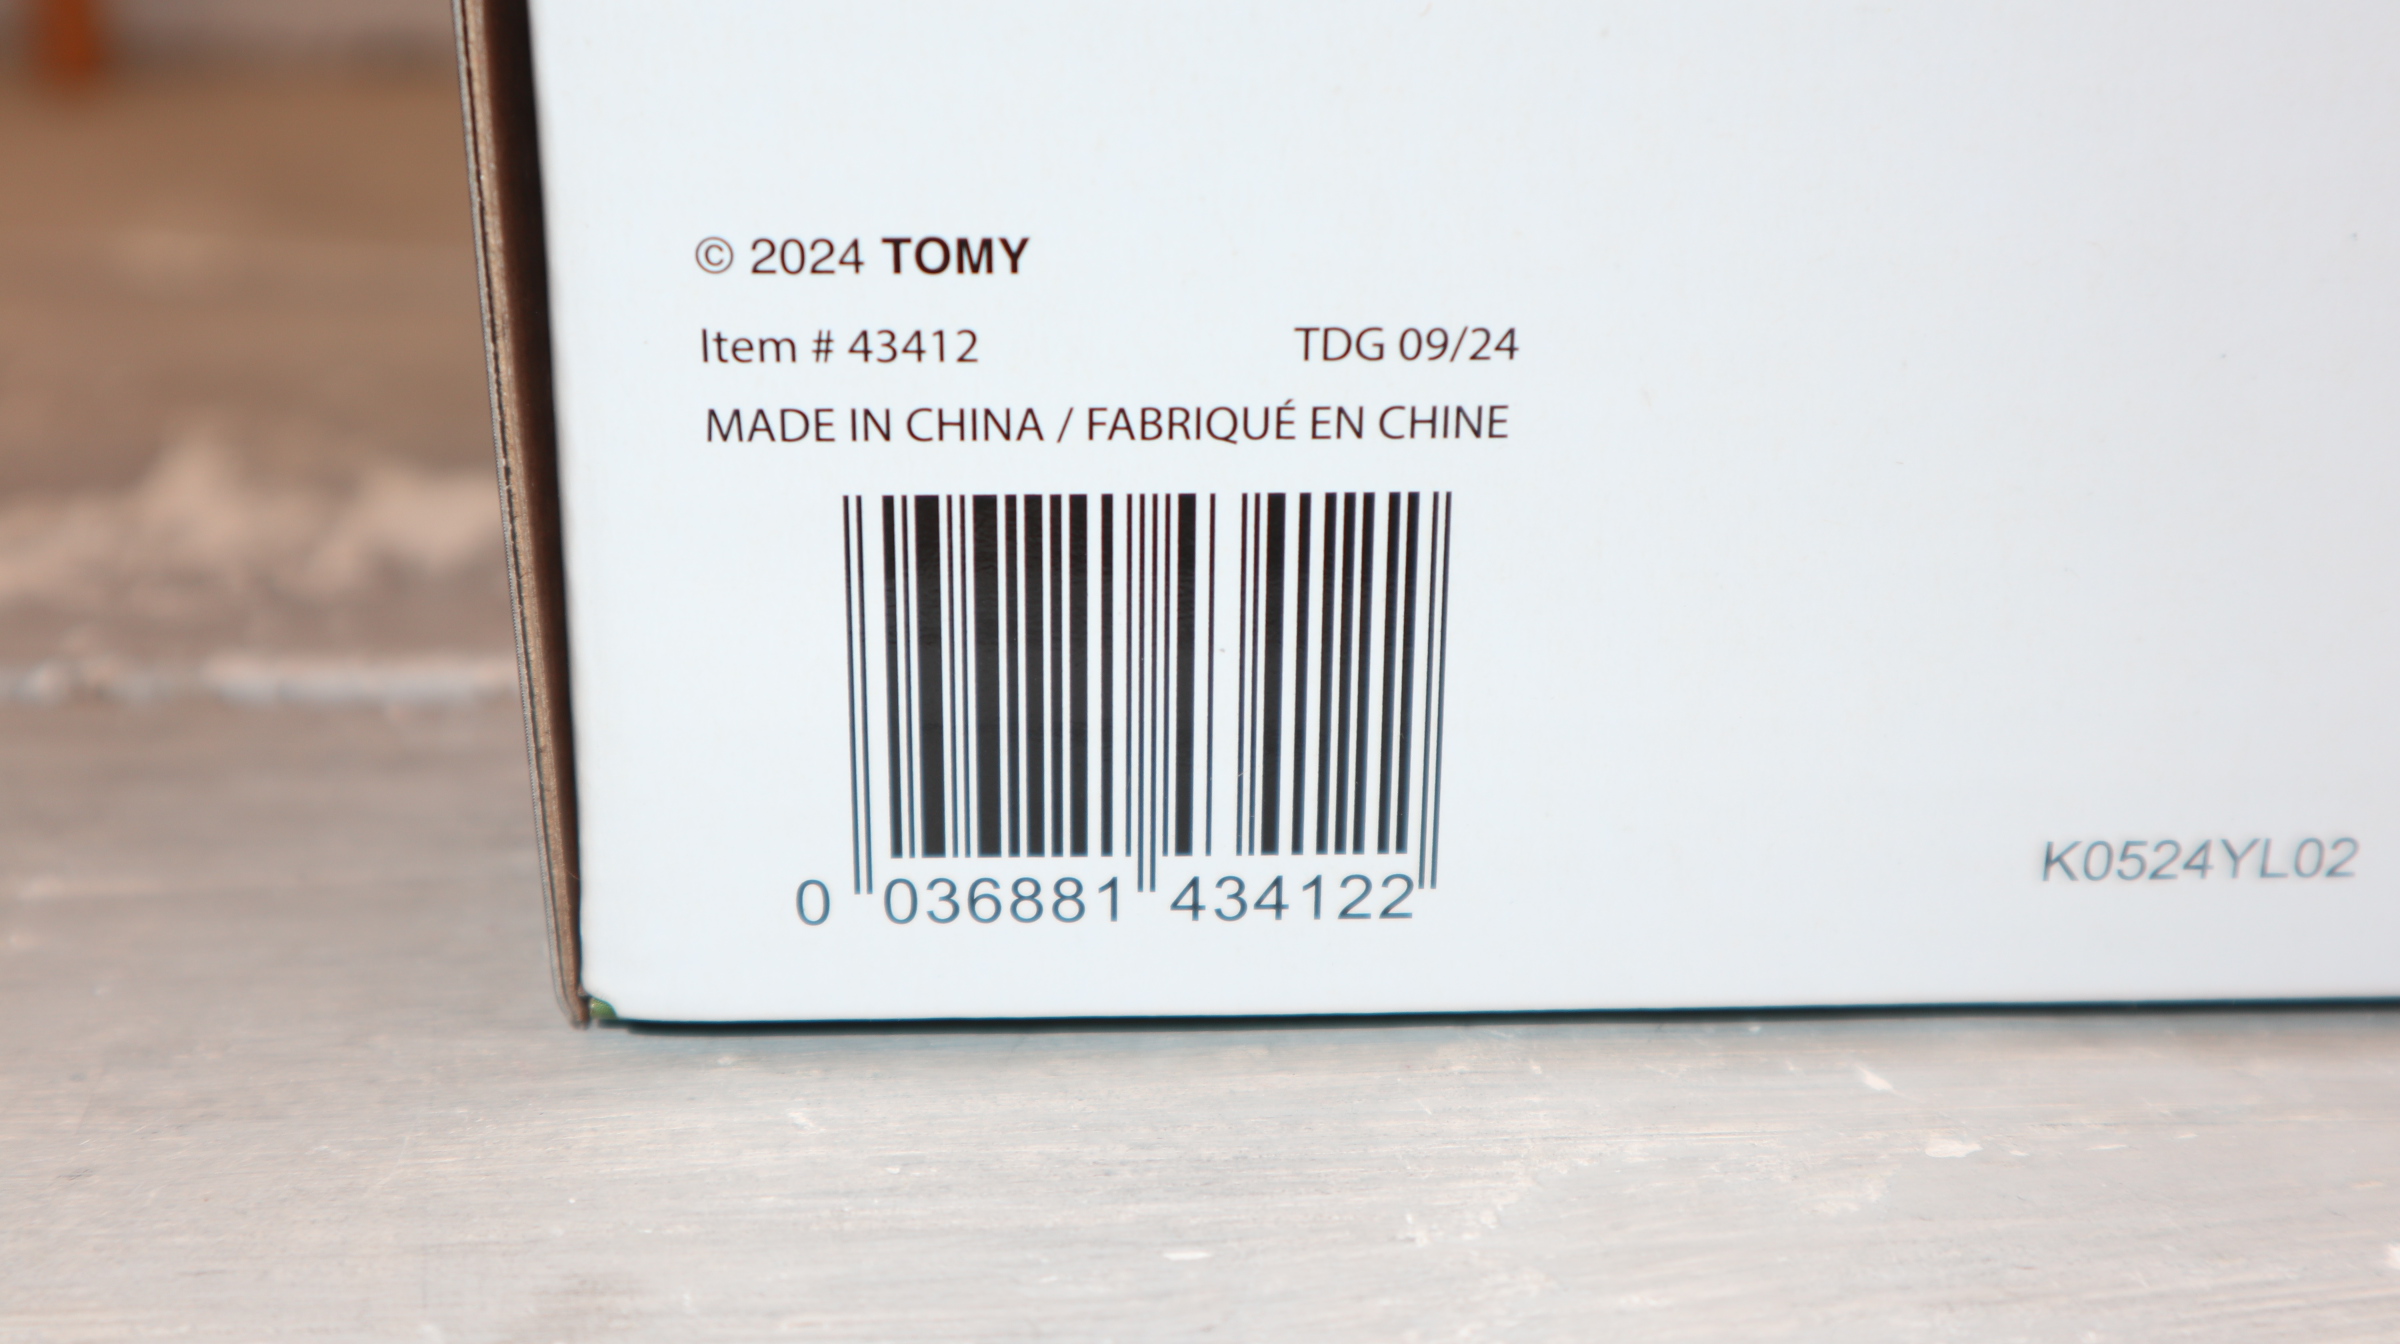 © 2024 TOMY
Item # 43412 TDG 09/24
MADE IN CHINA / FABRIQUÉ EN CHINE
0 036881 434122
K0524YL02